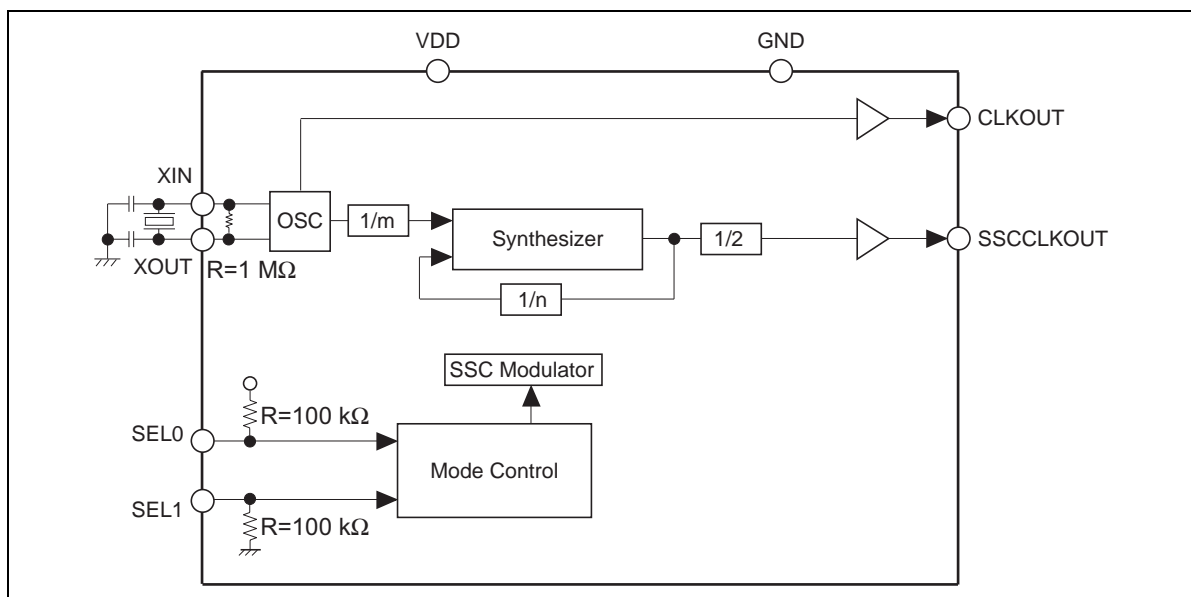 VDD
GND
CLKOUT
XIN
OSC
1/m
Synthesizer
1/2
SSCCLKOUT
XOUT
R=1 MΩ
1/n
SSC Modulator
R=100 kΩ
SEL0
Mode Control
SEL1
R=100 kΩ